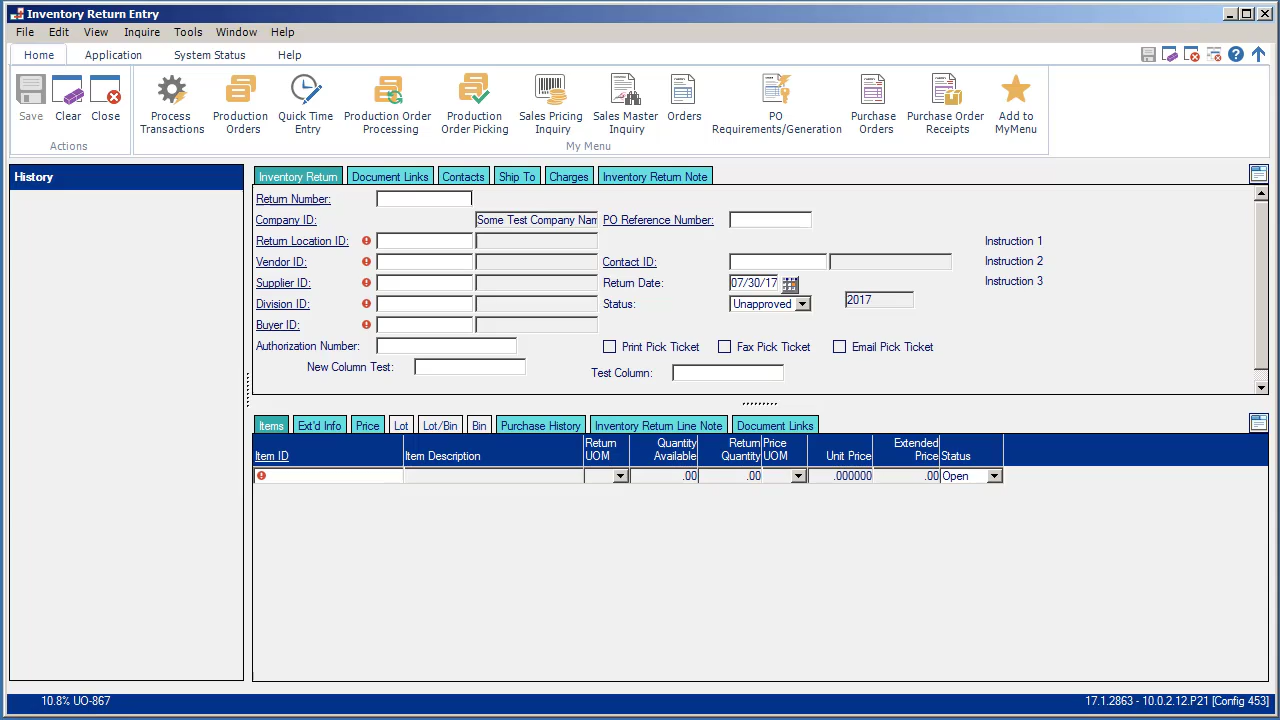 Inventory Return Entry
File Edit View Inquire Tools Window Help
Home Application System Status Help
Save Clear Close Process Transactions Production Orders Quick Time Entry Production Order Processing Production Order Picking Sales Pricing Inquiry Sales Master Inquiry Orders PO Requirements/Generation Purchase Orders Purchase Order Receipts Add to MyMenu
Actions My Menu
History
Inventory Return Document Links Contacts Ship To Charges Inventory Return Note
Return Number:
Company ID: Some Test Company Nam PO Reference Number:
Return Location ID: Instruction 1
Vendor ID: Contact ID: Instruction 2
Supplier ID: Return Date: 07/30/17 Instruction 3
Division ID: Status: Unapproved 2017
Buyer ID:
Authorization Number: Print Pick Ticket Fax Pick Ticket Email Pick Ticket
New Column Test: Test Column:
Items Ext'd Info Price Lot Lot/Bin Bin Purchase History Inventory Return Line Note Document Links
Item ID Item Description Return UOM Quantity Available Return Quantity Price UOM Unit Price Extended Price Status
.00 .00 .000000 .00 Open
10.8% UO-867 17.1.2863 - 10.0.2.12.P21 [Config 453]